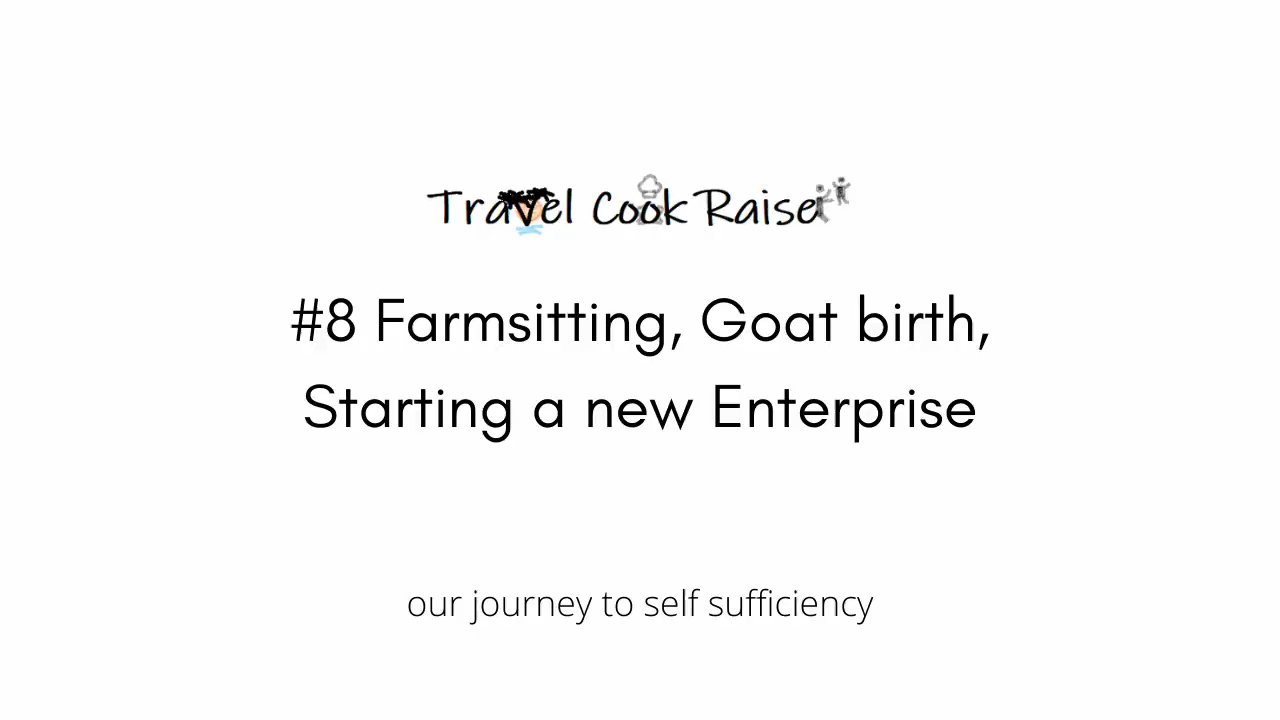 Travel Cook Raise
#8 Farmsitting, Goat birth,
Starting a new Enterprise
our journey to self sufficiency